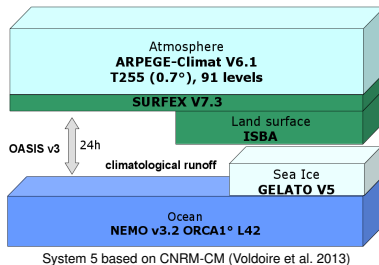 Atmosphere
ARPEGE-Climat V6.1
T255 (0.7°), 91 levels
SURFEX V7.3
Land surface
ISBA
OASIS v3
24h
climatological runoff
Sea Ice
GELATO V5
Ocean
NEMO v3.2 ORCA1° L42
System 5 based on CNRM-CM (Voldoire et al. 2013)